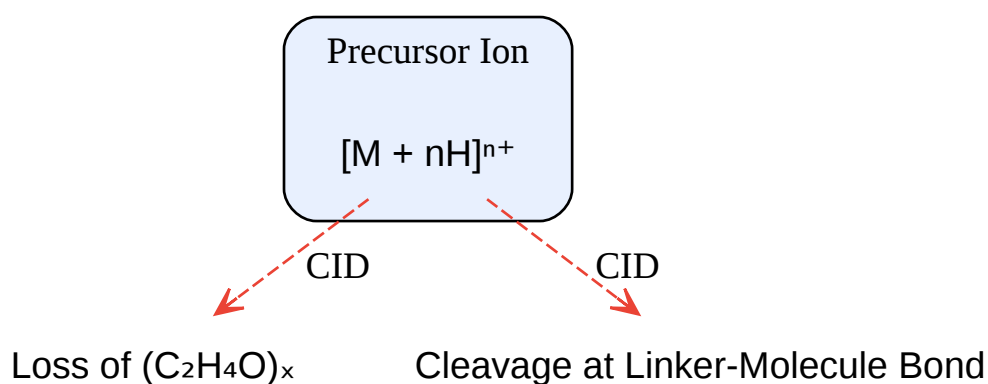 Precursor Ion
[M + nH]ⁿ⁺
CID
CID
Loss of (C₂H₄O)ₓ
Cleavage at Linker-Molecule Bond